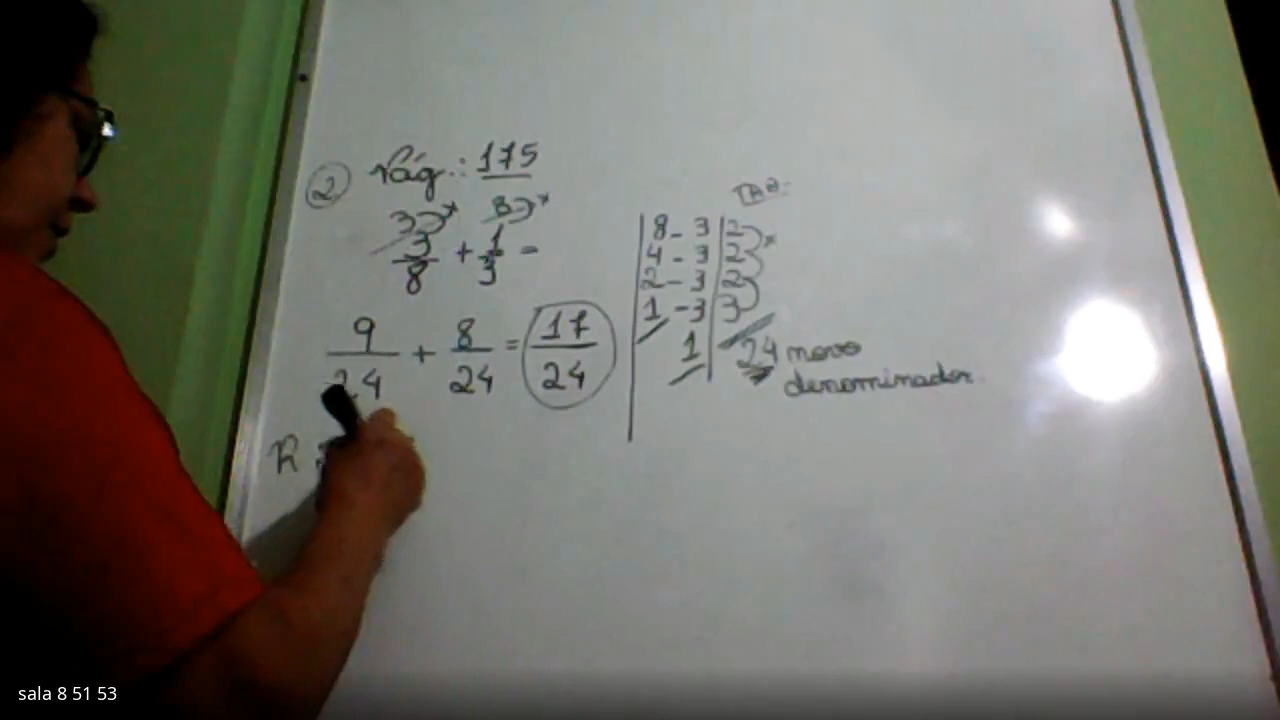 ② Pág.: 175
3⊃x 8⊃x
3/8 + 1/3 =
9/24 + 8/24 = 17/24
R:
8 - 3 | 2
4 - 3 | 2 x
2 - 3 | 2
1 - 3 | 3
1 | 24 novo
denominador.
sala 8 51 53